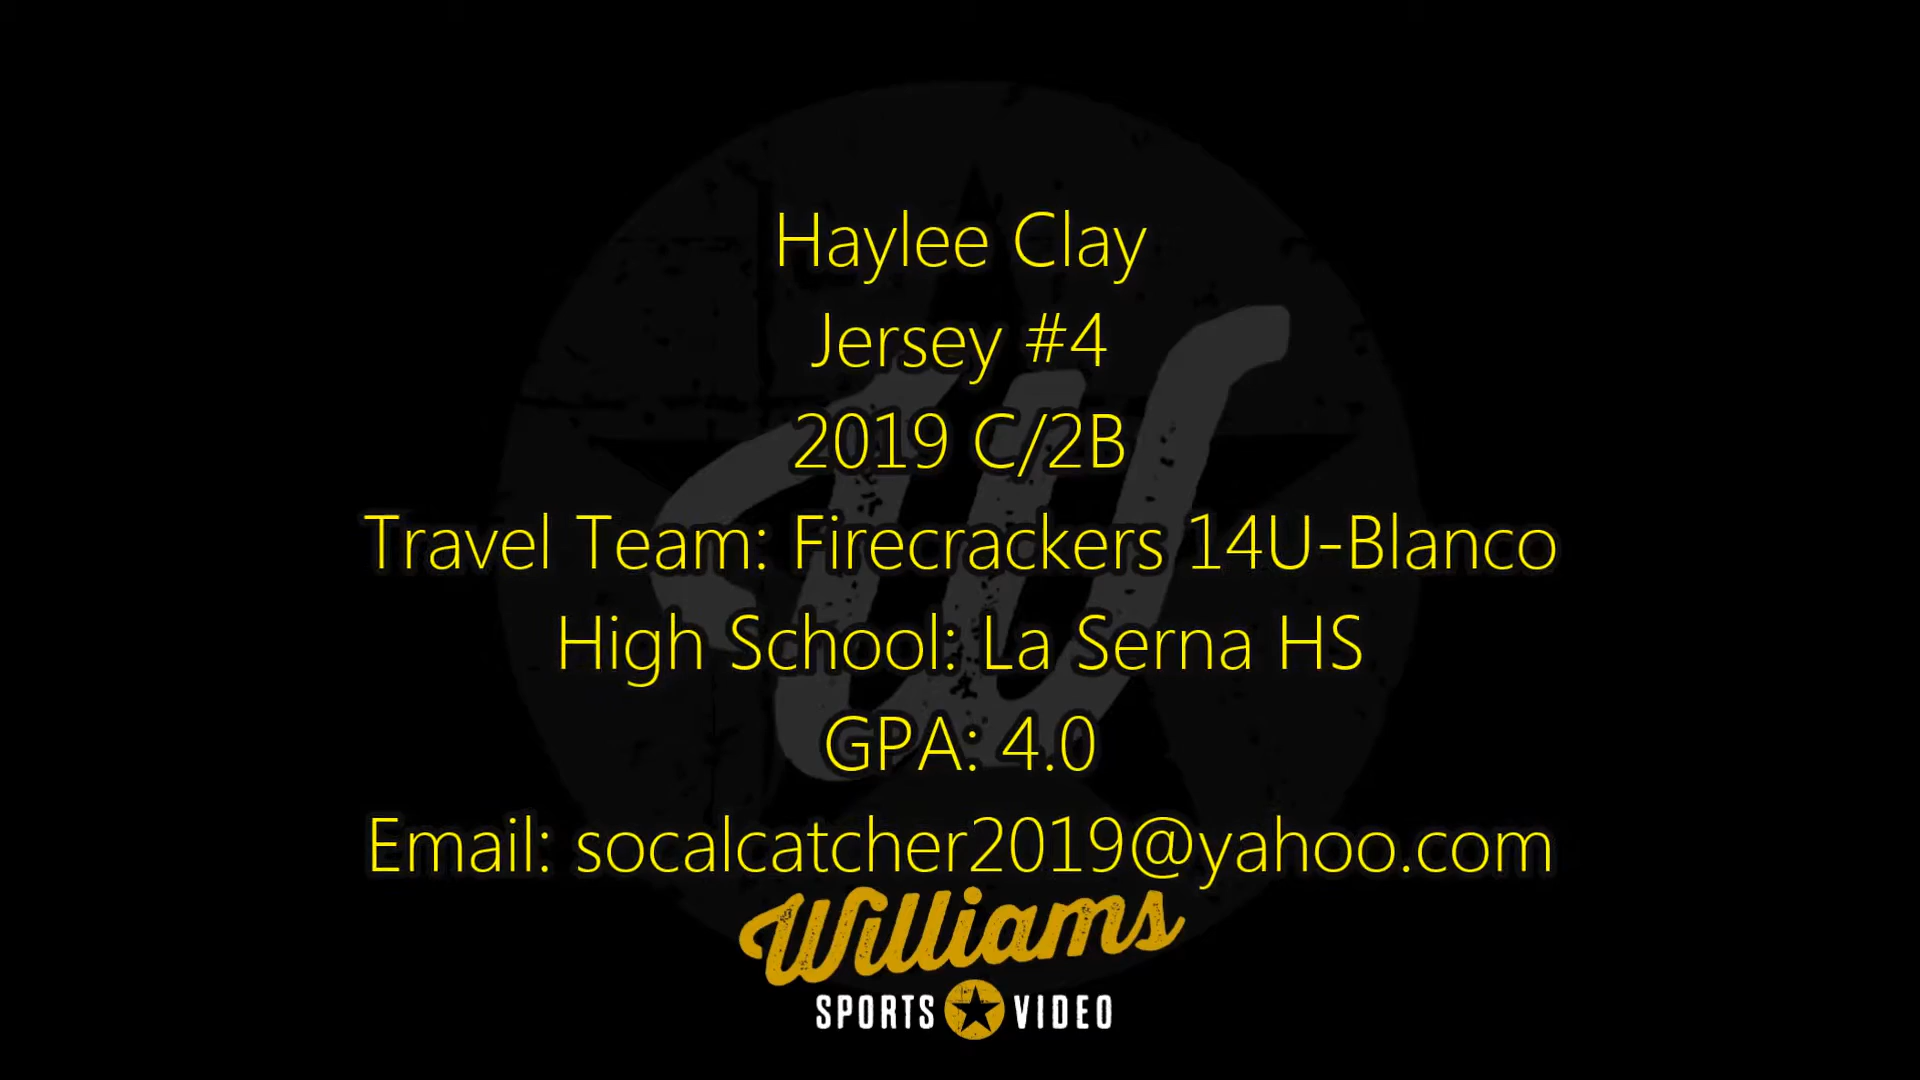 Haylee Clay
Jersey #4
2019 C/2B
Travel Team: Firecrackers 14U-Blanco
High School: La Serna HS
GPA: 4.0
Email: socalcatcher2019@yahoo.com
Williams
SPORTS VIDEO